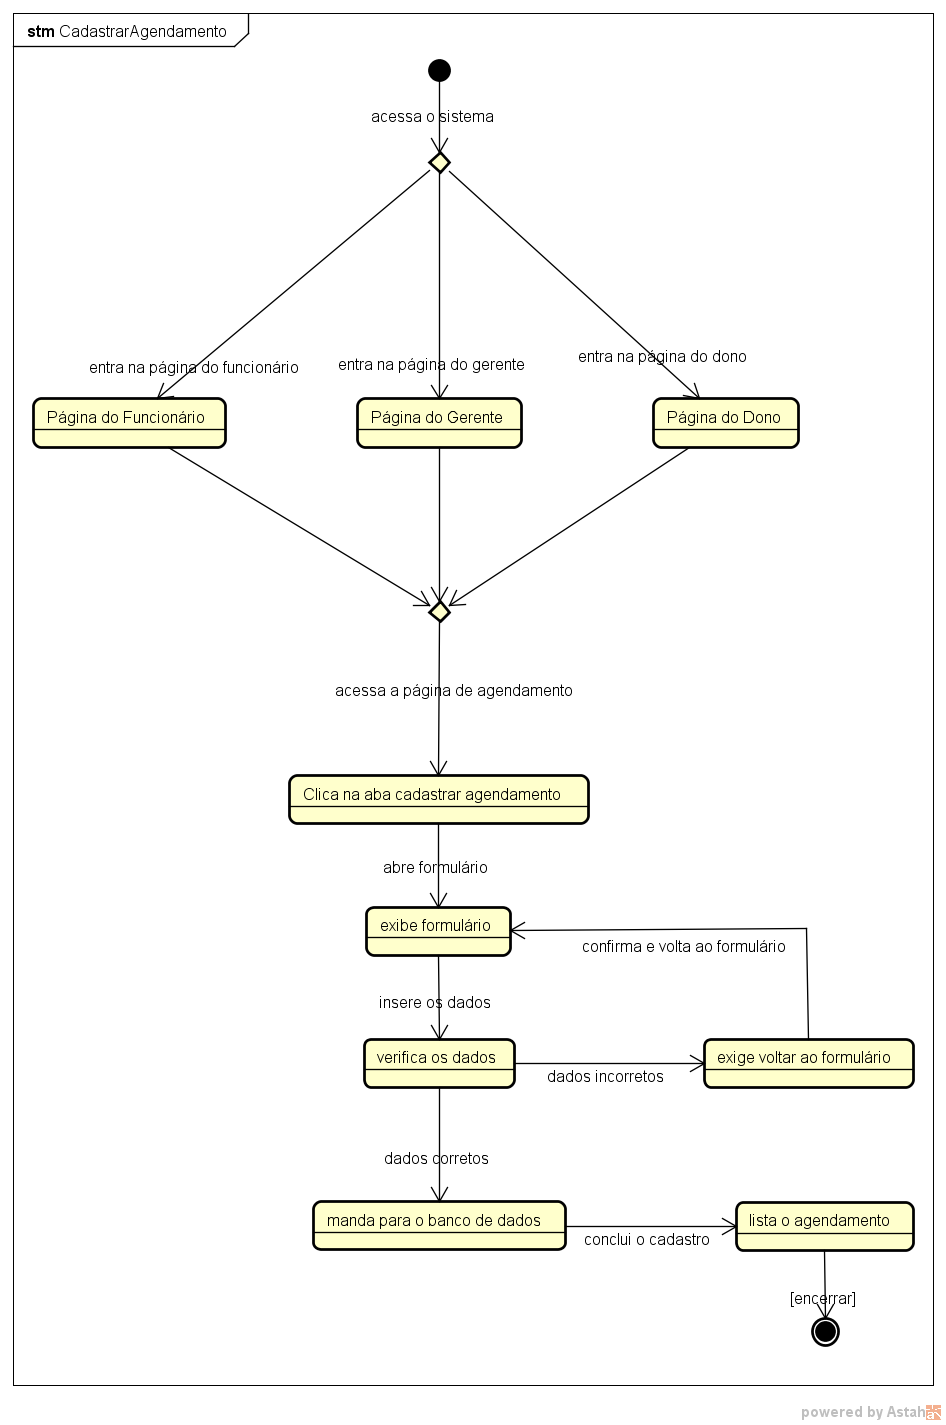 stm CadastrarAgendamento
acessa o sistema
entra na página do funcionário
entra na página do gerente
entra na página do dono
Página do Funcionário
Página do Gerente
Página do Dono
acessa a página de agendamento
Clica na aba cadastrar agendamento
abre formulário
exibe formulário
confirma e volta ao formulário
insere os dados
verifica os dados
exige voltar ao formulário
dados incorretos
dados corretos
manda para o banco de dados
lista o agendamento
conclui o cadastro
[encerrar]
powered by Astah